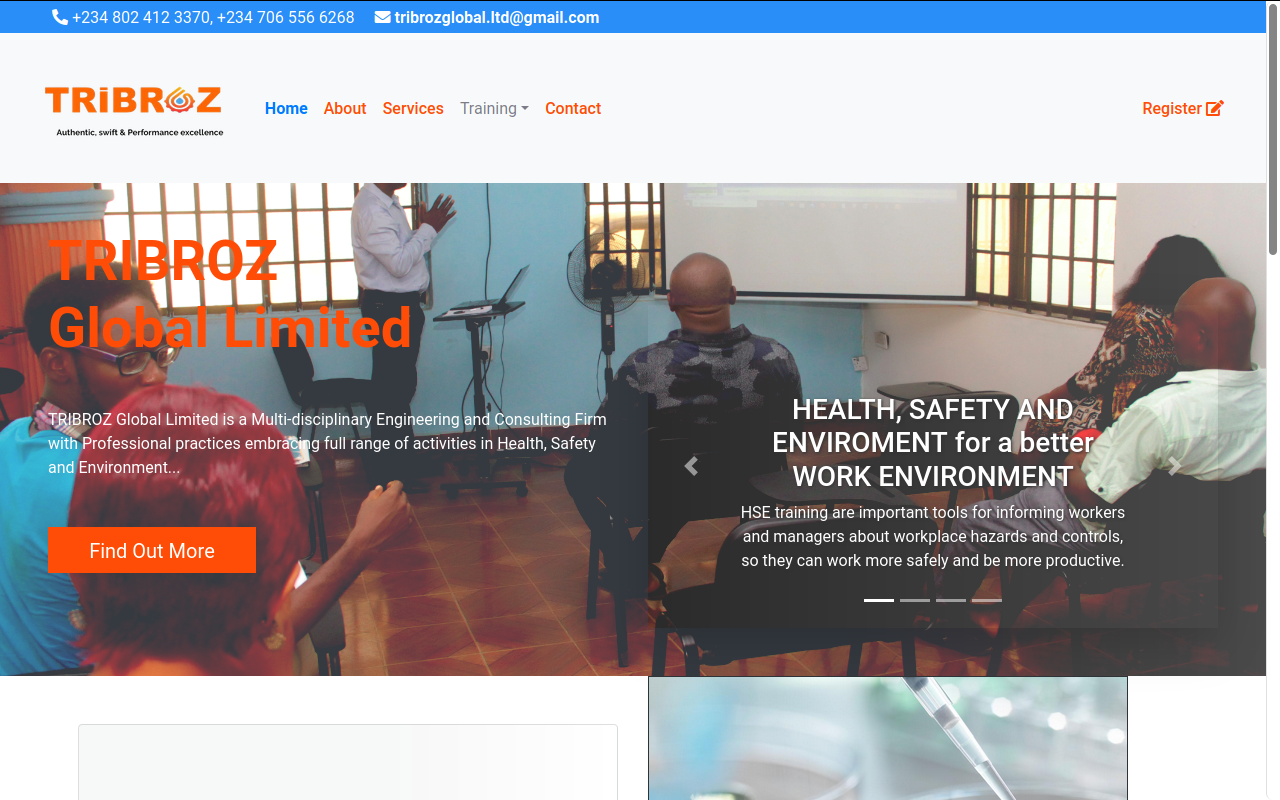 +234 802 412 3370, +234 706 556 6268 tribrozglobal.ltd@gmail.com
TRiBROZ
Authentic, swift & Performance excellence
Home About Services Training Contact Register
TRIBROZ
Global Limited
TRIBROZ Global Limited is a Multi-disciplinary Engineering and Consulting Firm
with Professional practices embracing full range of activities in Health, Safety
and Environment...
Find Out More
HEALTH, SAFETY AND
ENVIROMENT for a better
WORK ENVIRONMENT
HSE training are important tools for informing workers
and managers about workplace hazards and controls,
so they can work more safely and be more productive.